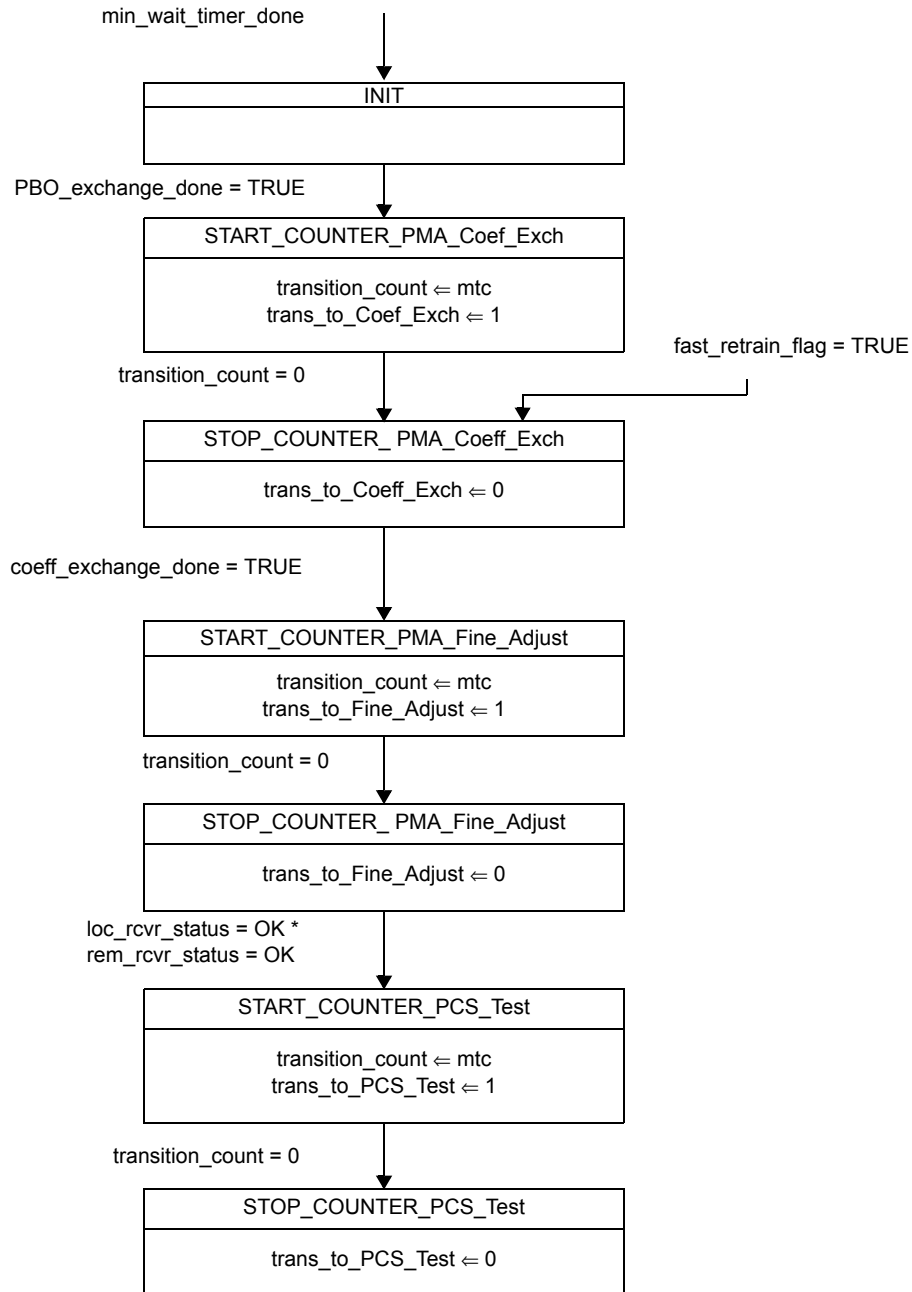 min_wait_timer_done
INIT
PBO_exchange_done = TRUE
START_COUNTER_PMA_Coef_Exch
transition_count ⇐ mtc
trans_to_Coef_Exch ⇐ 1
fast_retrain_flag = TRUE
transition_count = 0
STOP_COUNTER_ PMA_Coeff_Exch
trans_to_Coeff_Exch ⇐ 0
coeff_exchange_done = TRUE
START_COUNTER_PMA_Fine_Adjust
transition_count ⇐ mtc
trans_to_Fine_Adjust ⇐ 1
transition_count = 0
STOP_COUNTER_ PMA_Fine_Adjust
trans_to_Fine_Adjust ⇐ 0
loc_rcvr_status = OK *
rem_rcvr_status = OK
START_COUNTER_PCS_Test
transition_count ⇐ mtc
trans_to_PCS_Test ⇐ 1
transition_count = 0
STOP_COUNTER_PCS_Test
trans_to_PCS_Test ⇐ 0